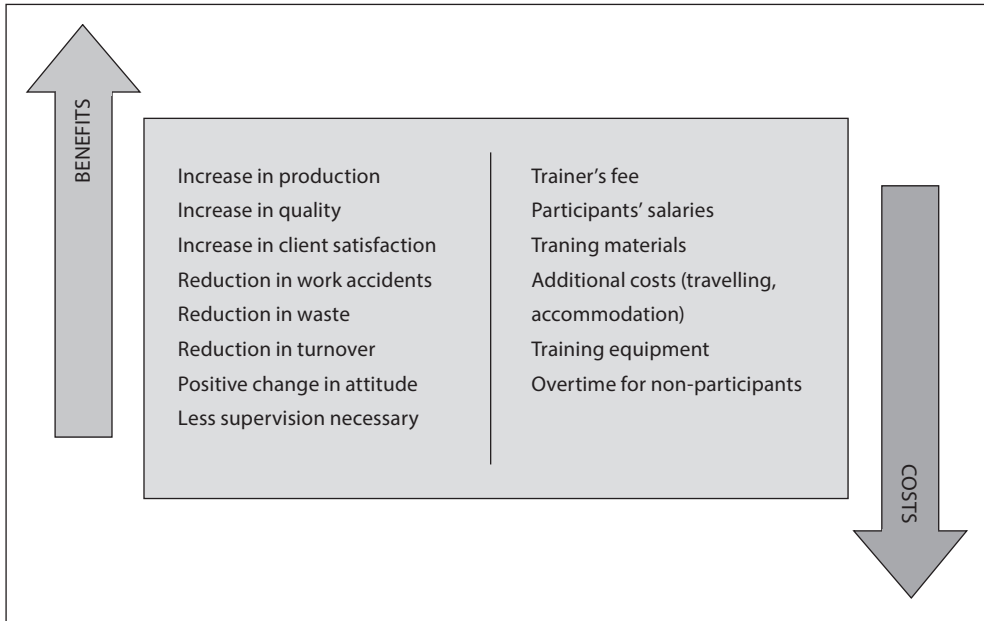 BENEFITS
Increase in production
Increase in quality
Increase in client satisfaction
Reduction in work accidents
Reduction in waste
Reduction in turnover
Positive change in attitude
Less supervision necessary
Trainer's fee
Participants' salaries
Traning materials
Additional costs (travelling,
accommodation)
Training equipment
Overtime for non-participants
COSTS